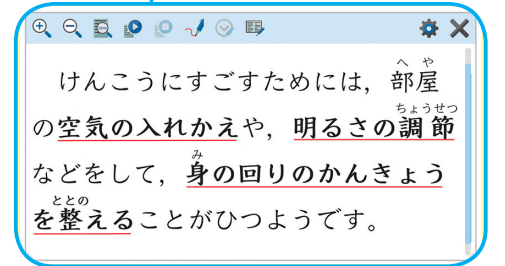 けんこうにすごすためには，部屋
の空気の入れかえや，明るさの調節
などをして，身の回りのかんきょう
を整えることがひつようです。